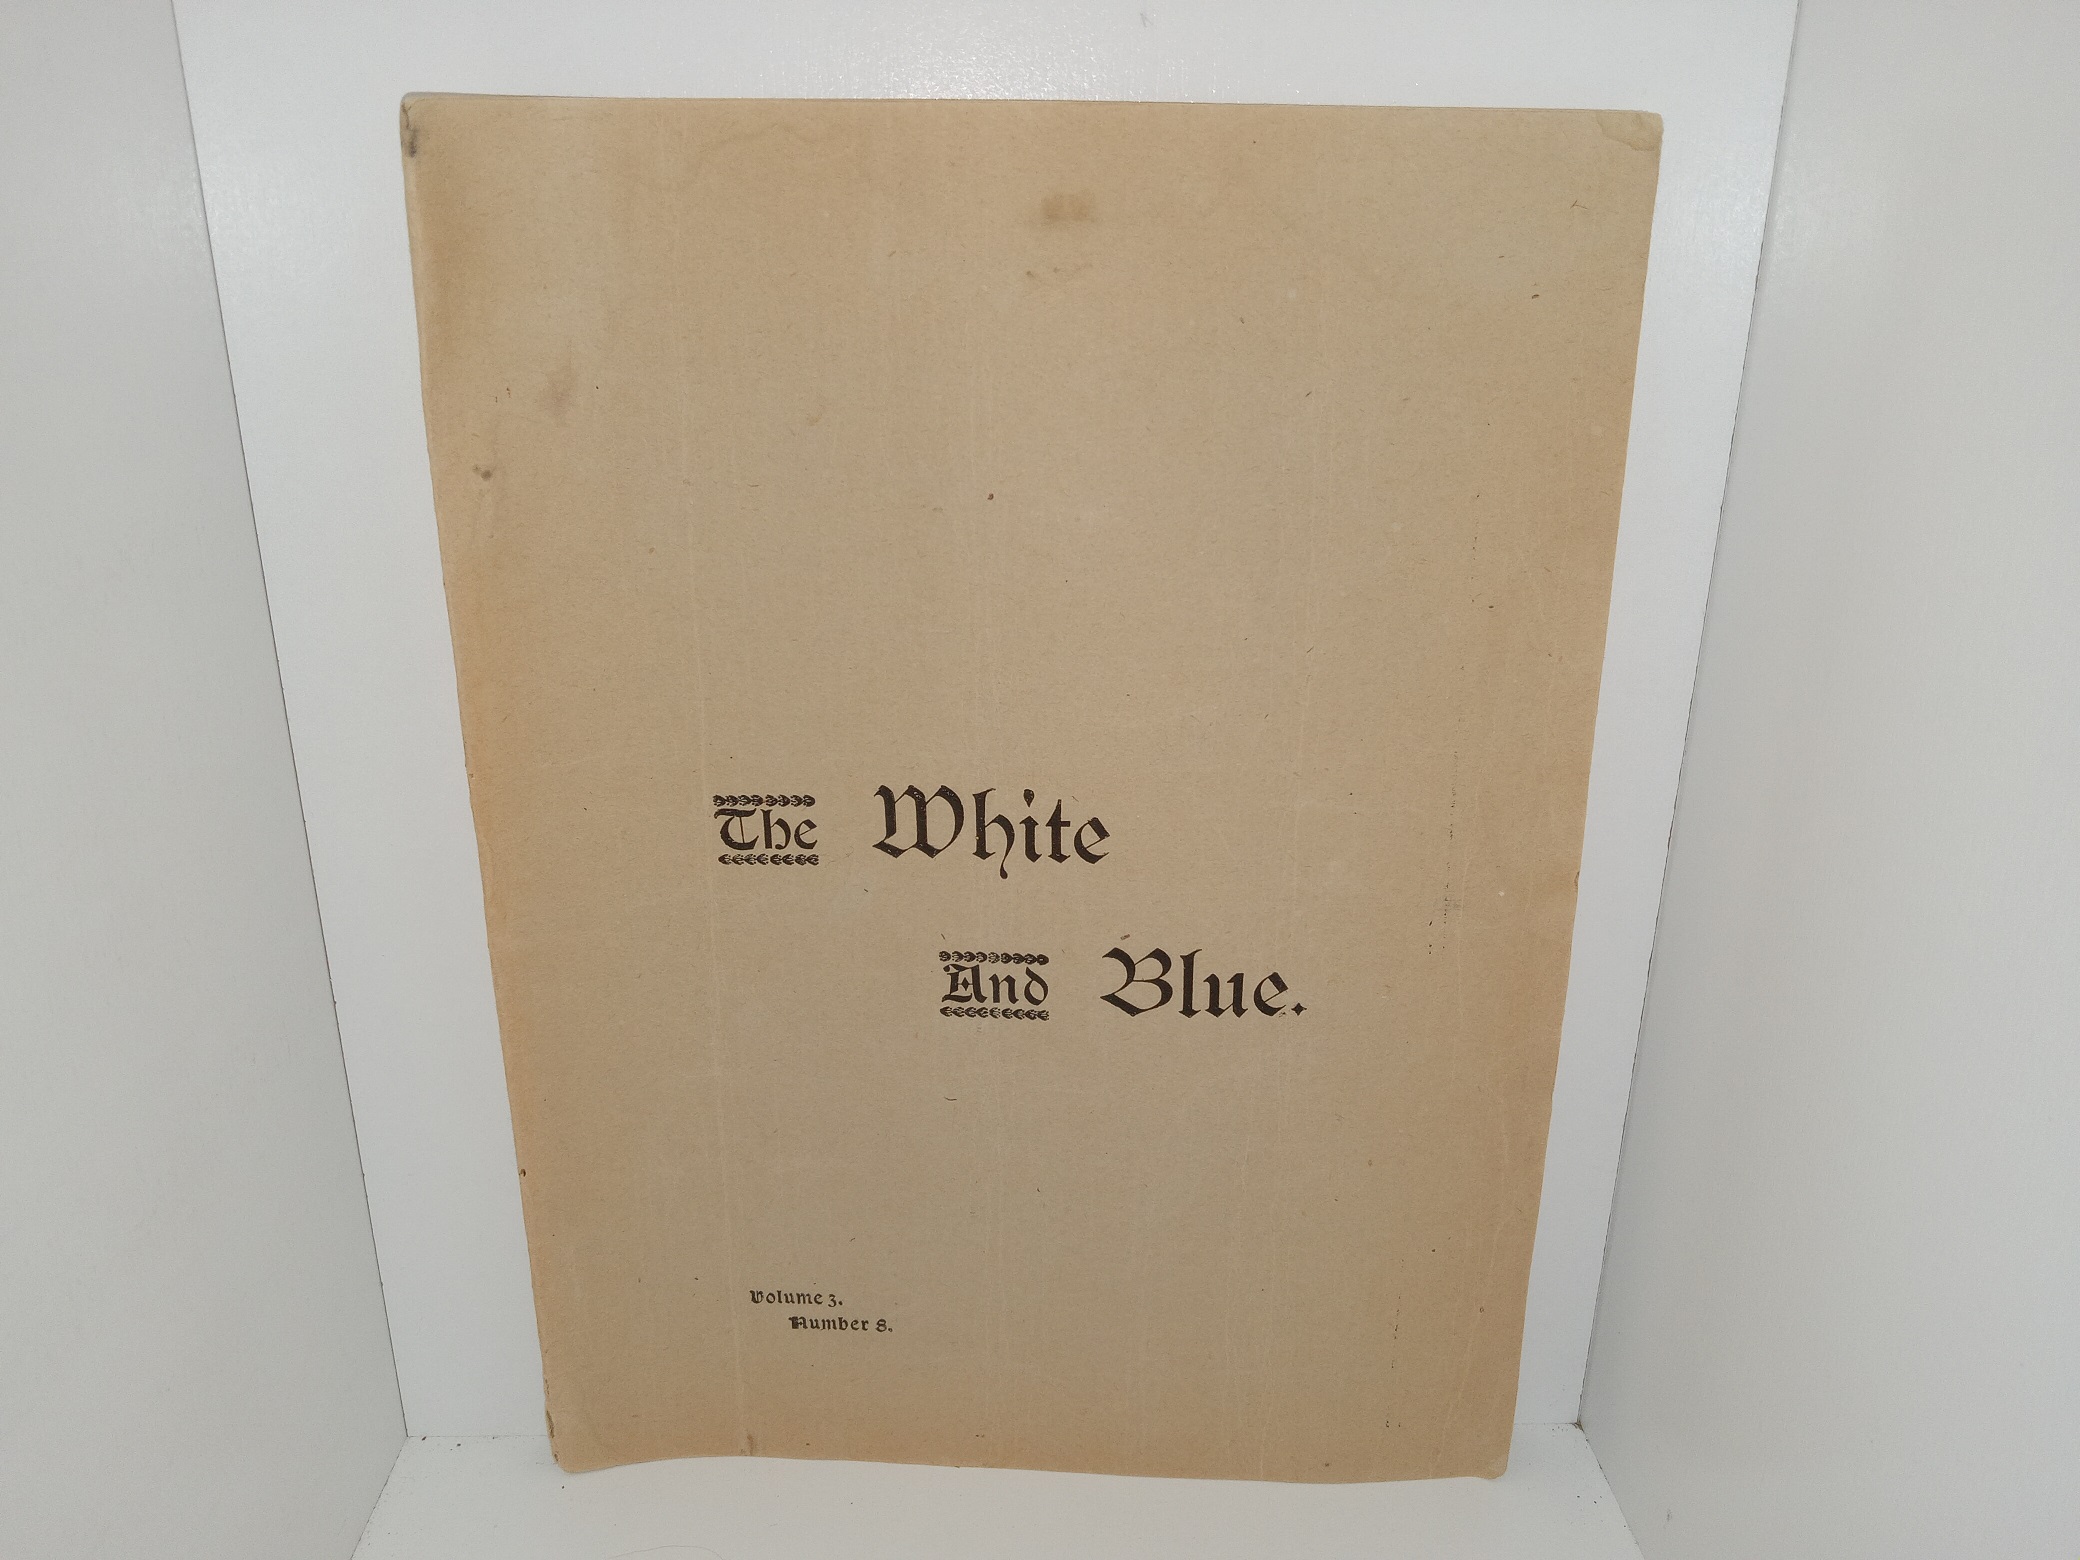 The White
And Blue.
Volume 3.
Number 8.